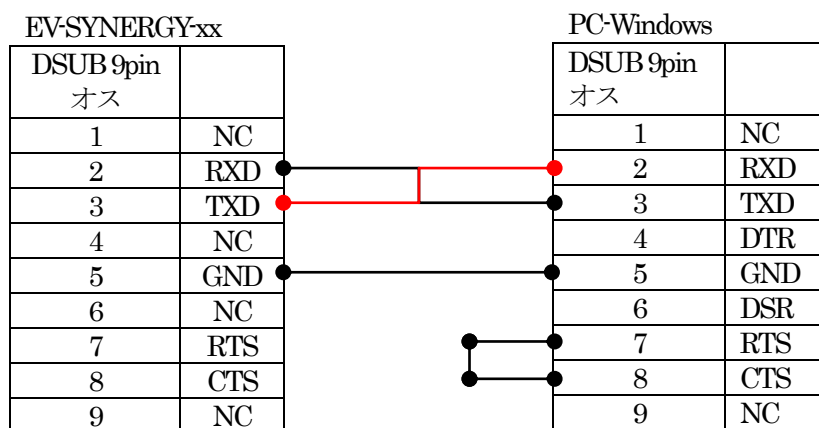 EV-SYNERGY-xx
DSUB 9pin
オス
1 NC
2 RXD
3 TXD
4 NC
5 GND
6 NC
7 RTS
8 CTS
9 NC
PC-Windows
DSUB 9pin
オス
1 NC
2 RXD
3 TXD
4 DTR
5 GND
6 DSR
7 RTS
8 CTS
9 NC